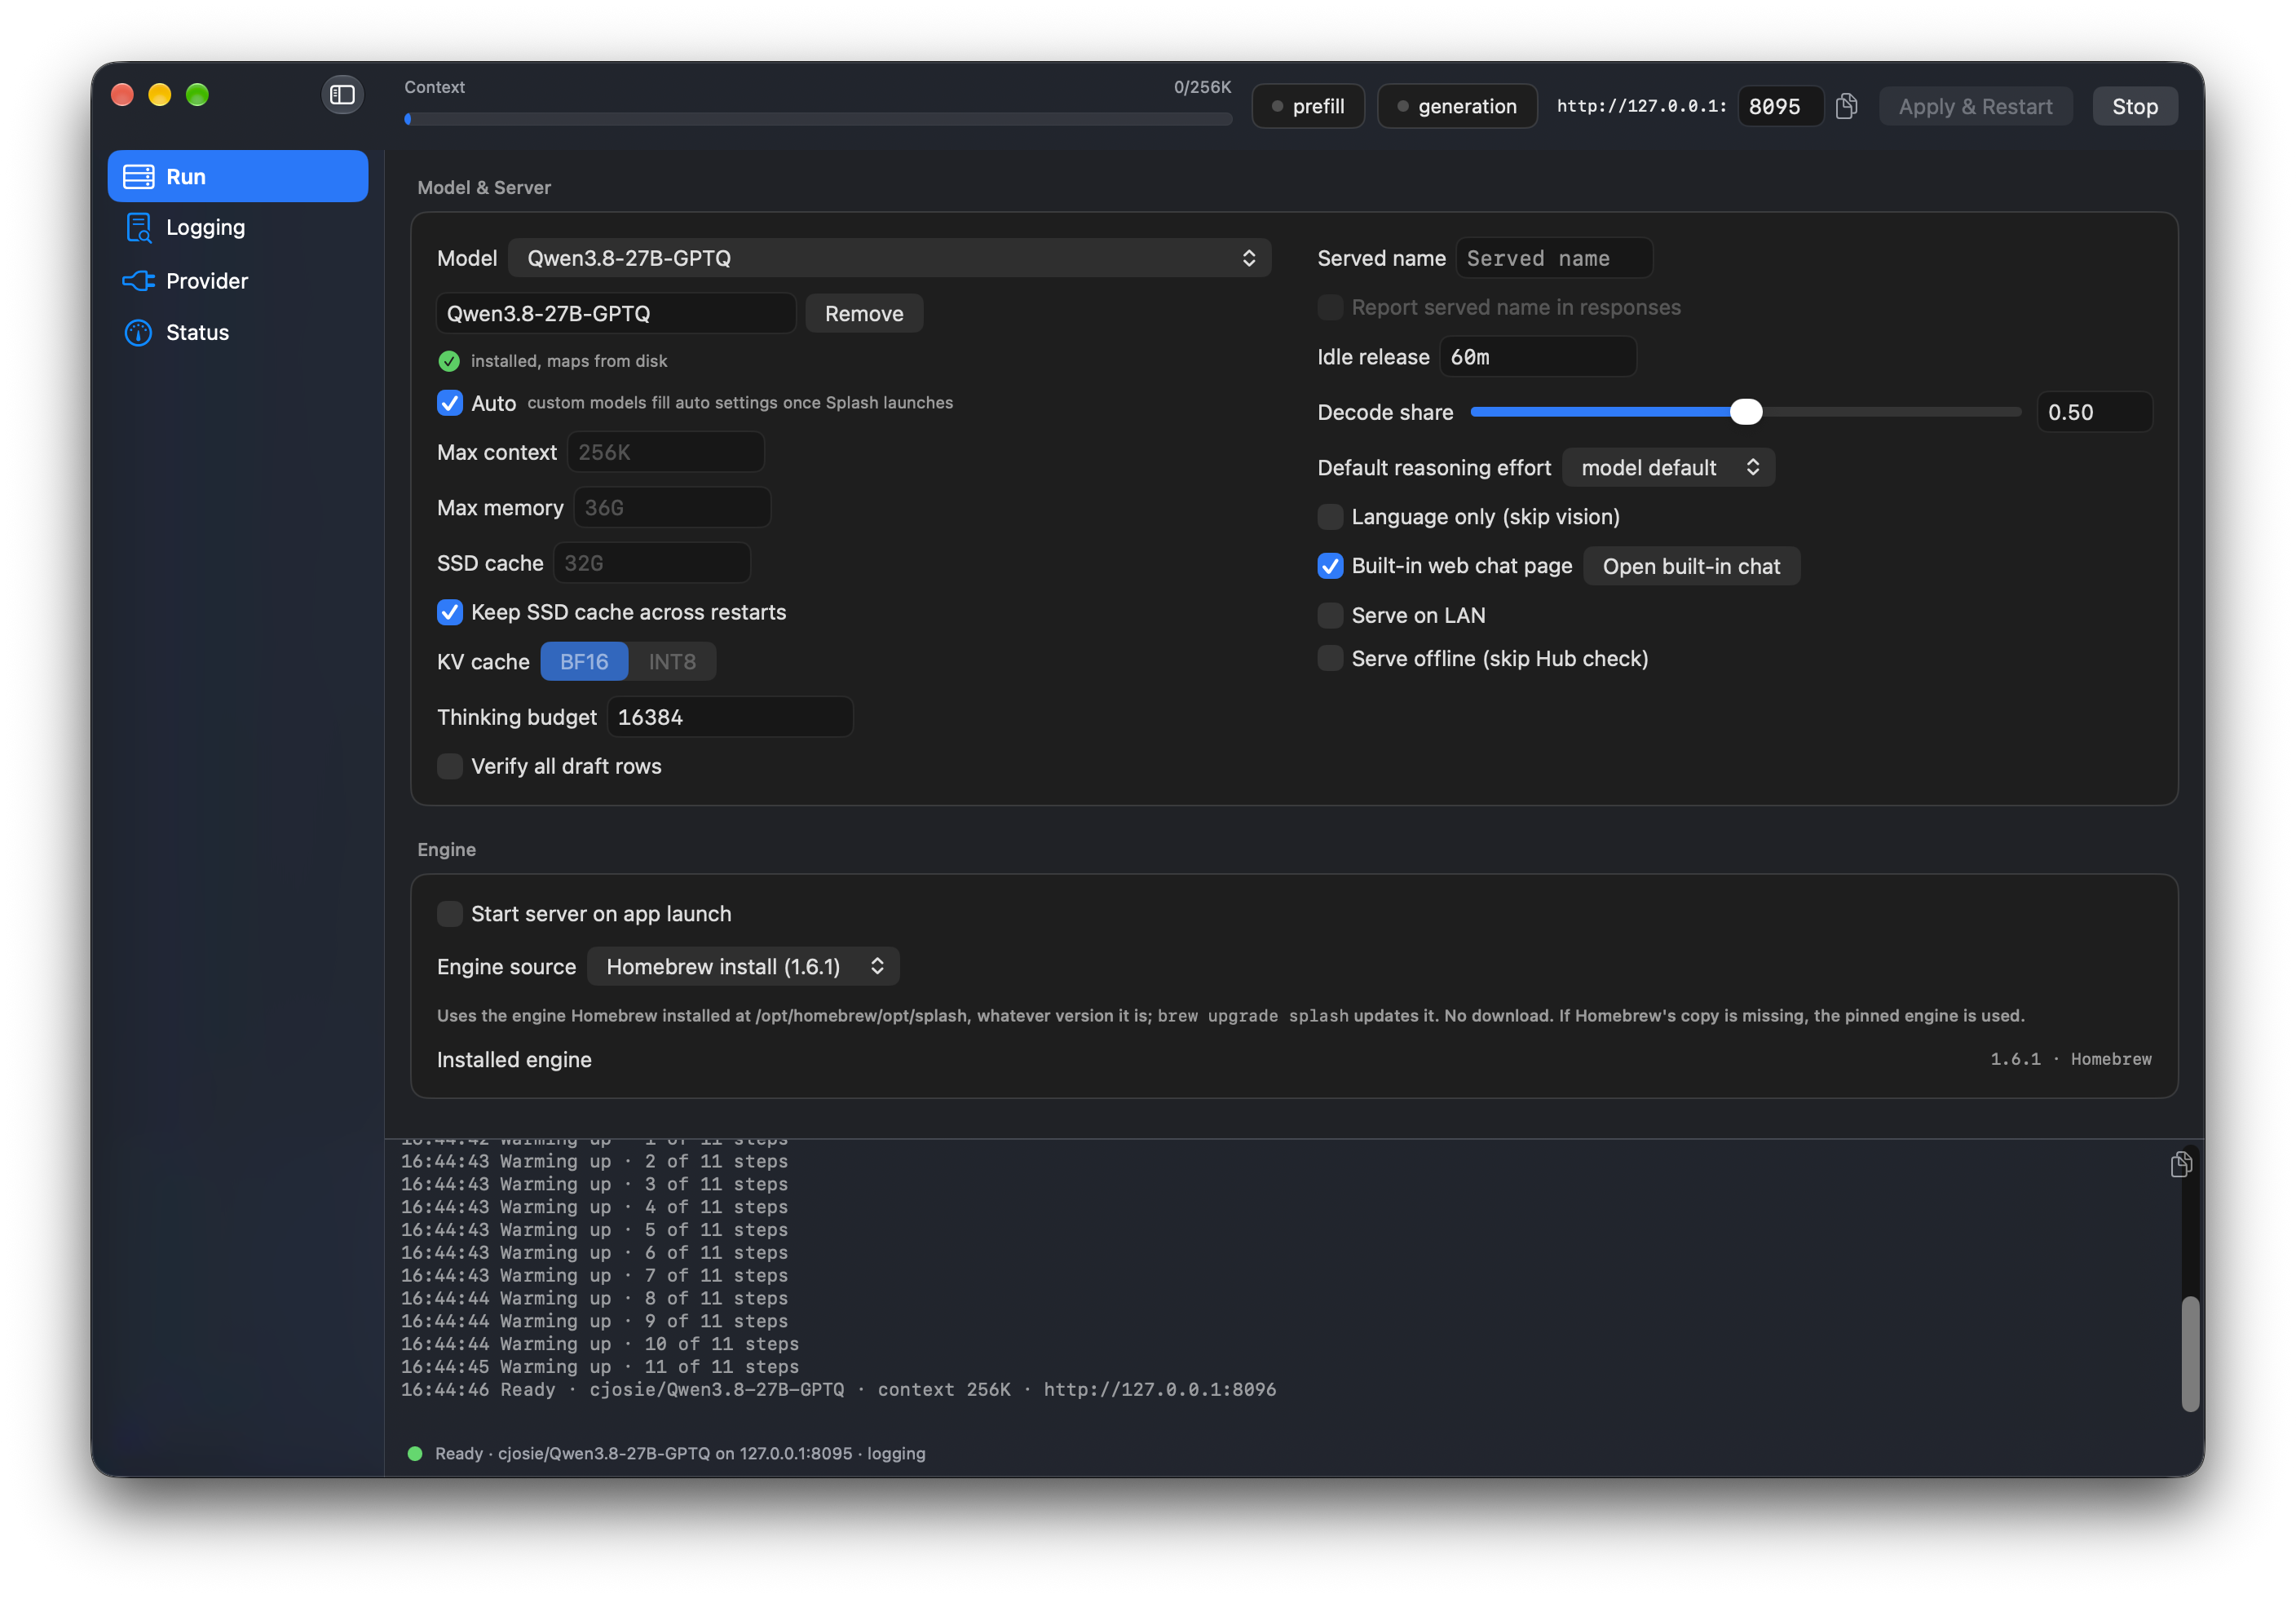 Context 0/256K
prefill
generation
http://127.0.0.1: 8095
Apply & Restart
Stop
Run
Logging
Provider
Status
Model & Server
Model Qwen3.8-27B-GPTQ
Qwen3.8-27B-GPTQ Remove
installed, maps from disk
Auto custom models fill auto settings once Splash launches
Max context 256K
Max memory 36G
SSD cache 32G
Keep SSD cache across restarts
KV cache BF16 INT8
Thinking budget 16384
Verify all draft rows
Served name Served name
Report served name in responses
Idle release 60m
Decode share 0.50
Default reasoning effort model default
Language only (skip vision)
Built-in web chat page Open built-in chat
Serve on LAN
Serve offline (skip Hub check)
Engine
Start server on app launch
Engine source Homebrew install (1.6.1)
Uses the engine Homebrew installed at /opt/homebrew/opt/splash, whatever version it is; brew upgrade splash updates it. No download. If Homebrew's copy is missing, the pinned engine is used.
Installed engine 1.6.1 · Homebrew
16:44:42 Warming up · 1 of 11 steps
16:44:43 Warming up · 2 of 11 steps
16:44:43 Warming up · 3 of 11 steps
16:44:43 Warming up · 4 of 11 steps
16:44:43 Warming up · 5 of 11 steps
16:44:43 Warming up · 6 of 11 steps
16:44:43 Warming up · 7 of 11 steps
16:44:44 Warming up · 8 of 11 steps
16:44:44 Warming up · 9 of 11 steps
16:44:44 Warming up · 10 of 11 steps
16:44:45 Warming up · 11 of 11 steps
16:44:46 Ready · cjosie/Qwen3.8-27B-GPTQ · context 256K · http://127.0.0.1:8096
Ready · cjosie/Qwen3.8-27B-GPTQ on 127.0.0.1:8095 · logging